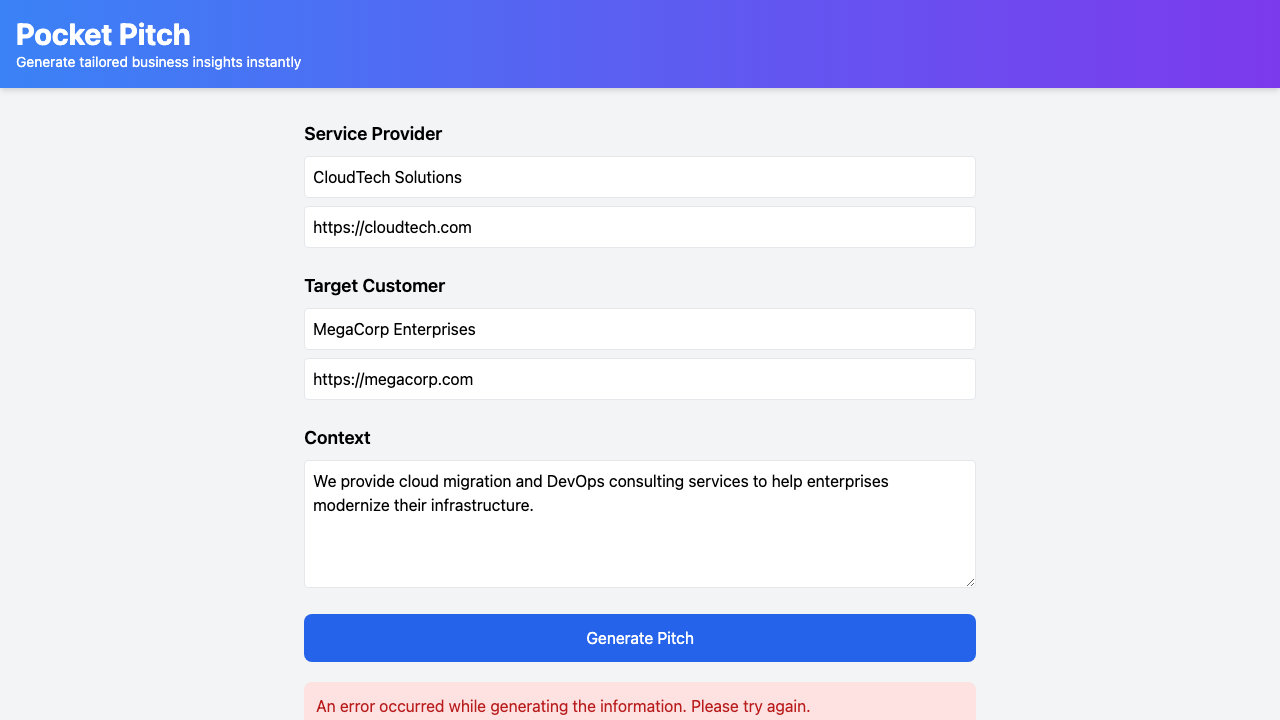 Pocket Pitch
Generate tailored business insights instantly
Service Provider
CloudTech Solutions
https://cloudtech.com
Target Customer
MegaCorp Enterprises
https://megacorp.com
Context
We provide cloud migration and DevOps consulting services to help enterprises
modernize their infrastructure.
Generate Pitch
An error occurred while generating the information. Please try again.